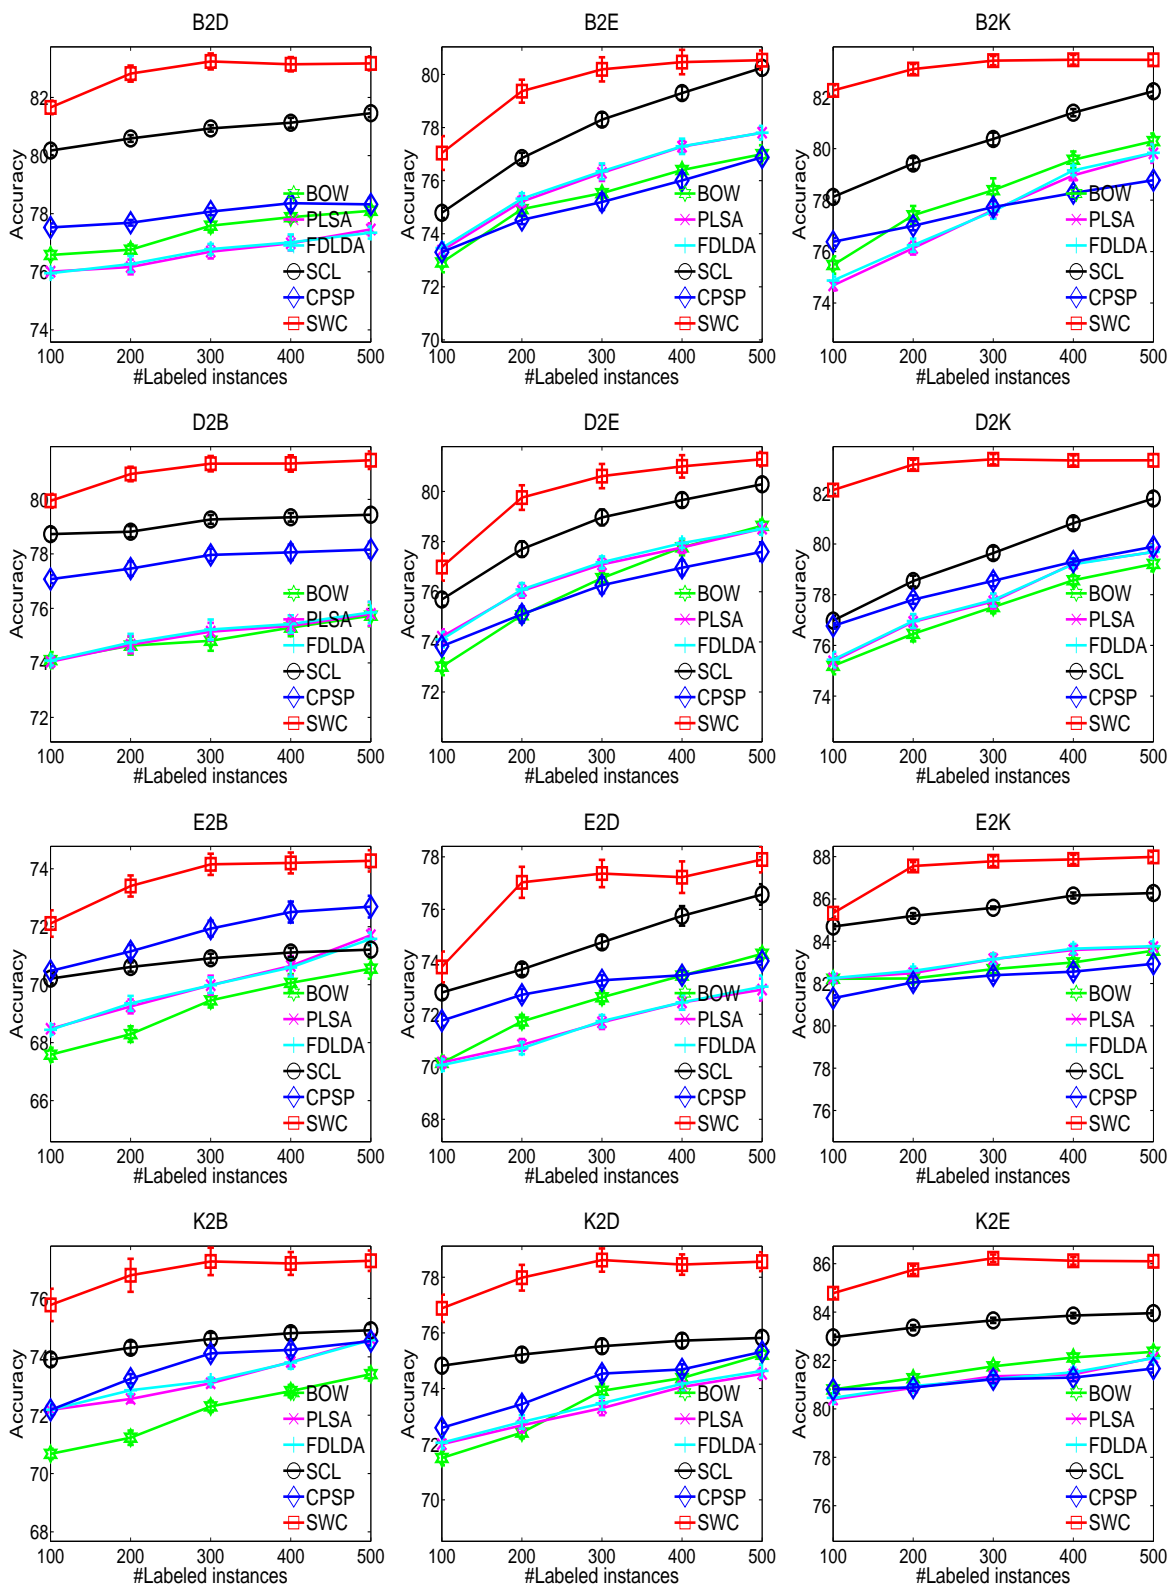 B2D
B2E
B2K
Accuracy
82
80
78
76
74
BOW
PLSA
FDLDA
SCL
CPSP
SWC
100 200 300 400 500
#Labeled instances
Accuracy
80
78
76
74
72
70
BOW
PLSA
FDLDA
SCL
CPSP
SWC
100 200 300 400 500
#Labeled instances
Accuracy
82
80
78
76
74
BOW
PLSA
FDLDA
SCL
CPSP
SWC
100 200 300 400 500
#Labeled instances
D2B
D2E
D2K
Accuracy
80
78
76
74
72
BOW
PLSA
FDLDA
SCL
CPSP
SWC
100 200 300 400 500
#Labeled instances
Accuracy
80
78
76
74
72
BOW
PLSA
FDLDA
SCL
CPSP
SWC
100 200 300 400 500
#Labeled instances
Accuracy
82
80
78
76
74
BOW
PLSA
FDLDA
SCL
CPSP
SWC
100 200 300 400 500
#Labeled instances
E2B
E2D
E2K
Accuracy
74
72
70
68
66
BOW
PLSA
FDLDA
SCL
CPSP
SWC
100 200 300 400 500
#Labeled instances
Accuracy
78
76
74
72
70
68
BOW
PLSA
FDLDA
SCL
CPSP
SWC
100 200 300 400 500
#Labeled instances
Accuracy
88
86
84
82
80
78
76
BOW
PLSA
FDLDA
SCL
CPSP
SWC
100 200 300 400 500
#Labeled instances
K2B
K2D
K2E
Accuracy
76
74
72
70
68
BOW
PLSA
FDLDA
SCL
CPSP
SWC
100 200 300 400 500
#Labeled instances
Accuracy
78
76
74
72
70
BOW
PLSA
FDLDA
SCL
CPSP
SWC
100 200 300 400 500
#Labeled instances
Accuracy
86
84
82
80
78
76
BOW
PLSA
FDLDA
SCL
CPSP
SWC
100 200 300 400 500
#Labeled instances